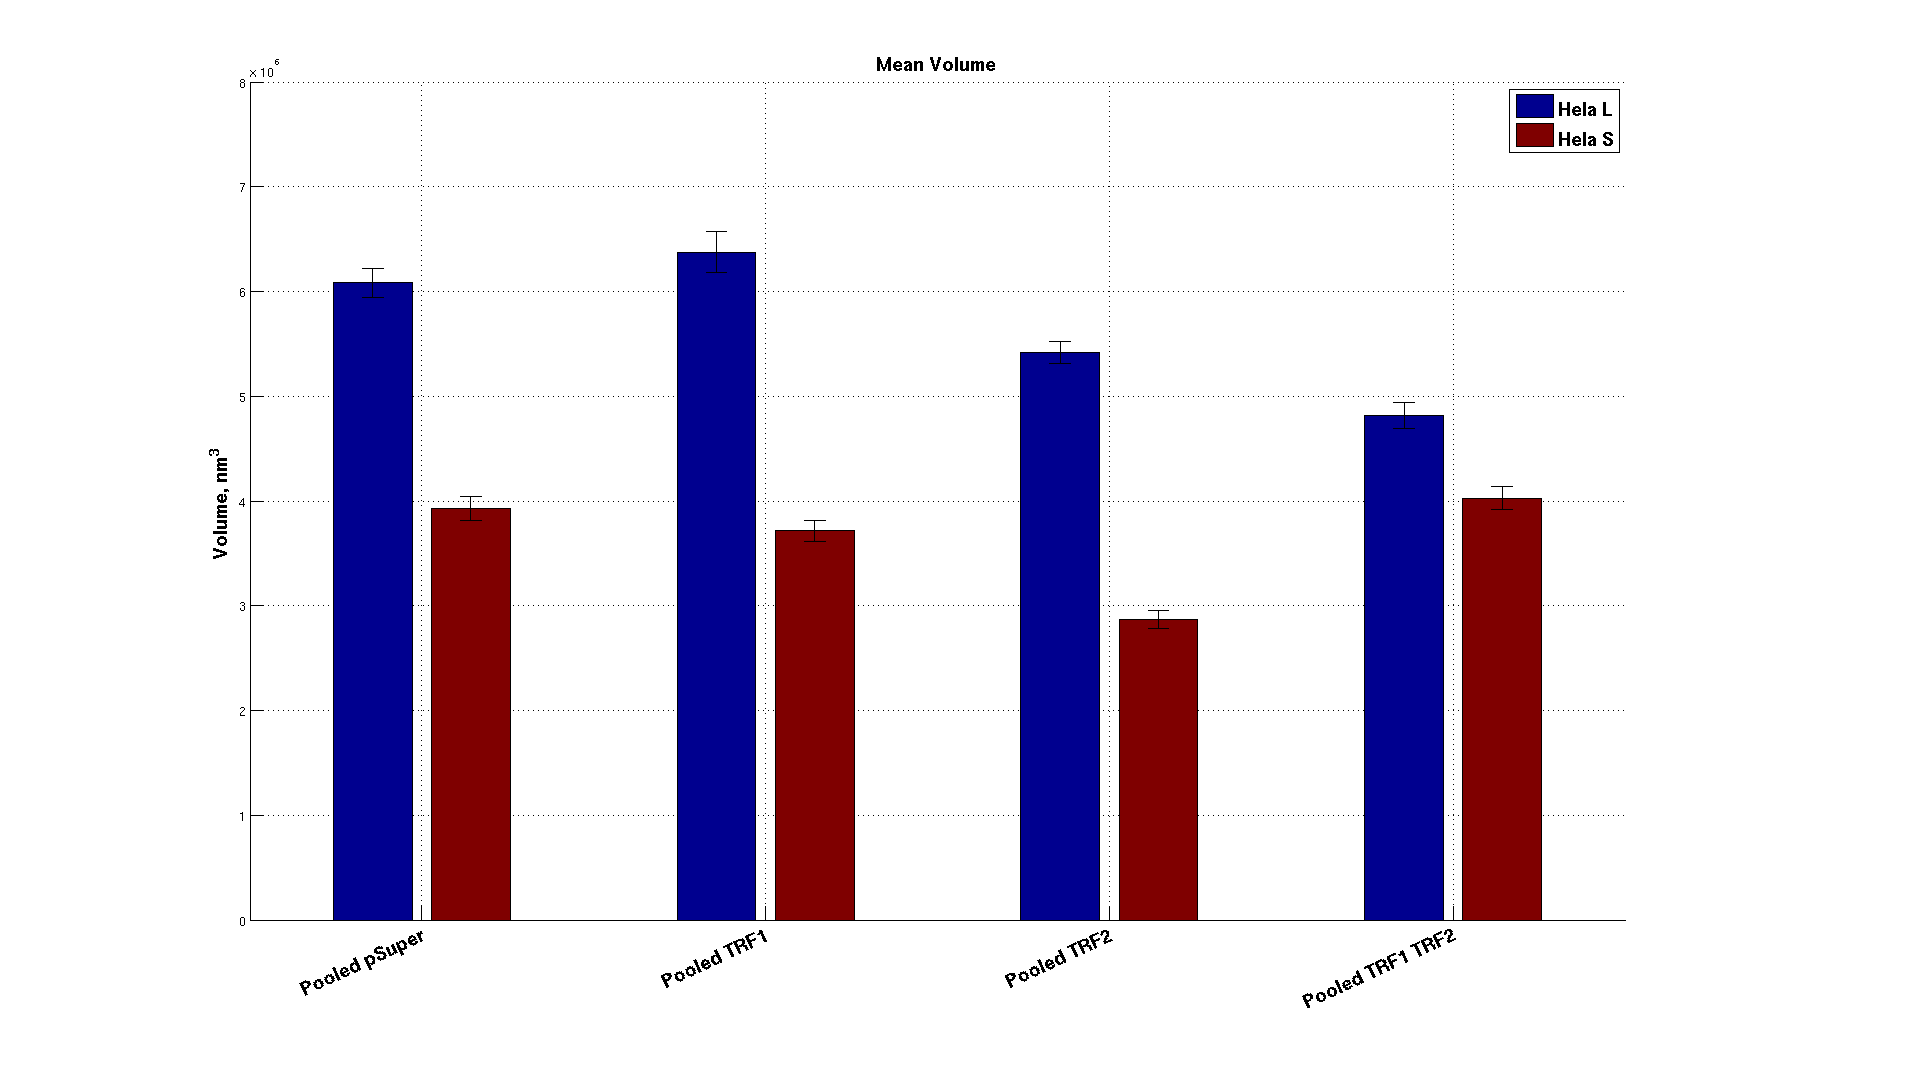 Mean Volume
× 10⁶
8
7
6
5
4
3
2
1
0
Volume, nm³
Hela L
Hela S
Pooled pSuper
Pooled TRF1
Pooled TRF2
Pooled TRF1 TRF2